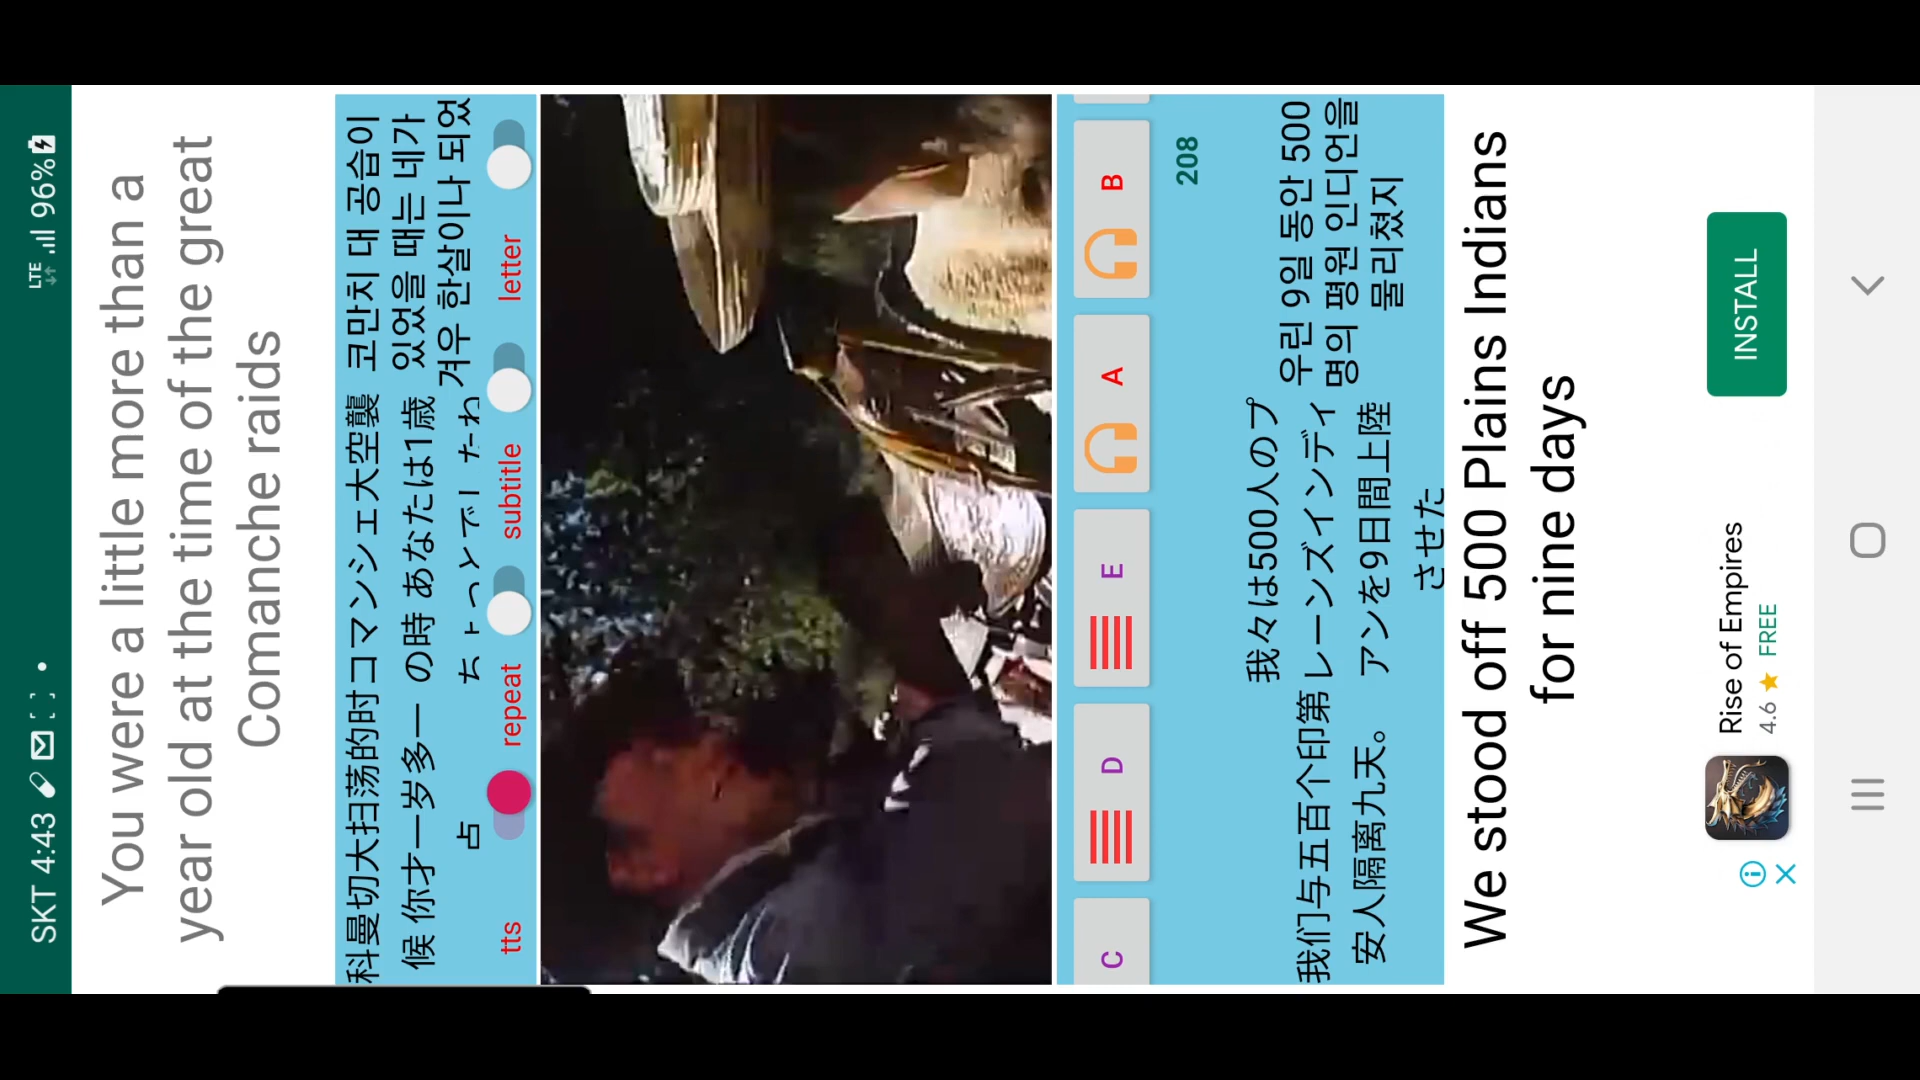 SKT 4:43
LTE
96%
You were a little more than a
year old at the time of the great
Comanche raids
科曼切大扫荡的时
候 你才一岁多一
点
コマンシェ大空襲
の時 あなたは1歳
ちょっとでしたね
코만치 대 공습이
있었을 때는 네가
겨우 한살이나 되었
tts
repeat
subtitle
letter
C
D
E
A
B
208
我们与五百个印第
安人隔离九天。
我々は500人のプ
レーンズインディ
アンを9日間上陸
させた
우린 9일 동안 500
명의 평원 인디언을
물리쳤지
We stood off 500 Plains Indians
for nine days
Rise of Empires
4.6 ★ FREE
INSTALL